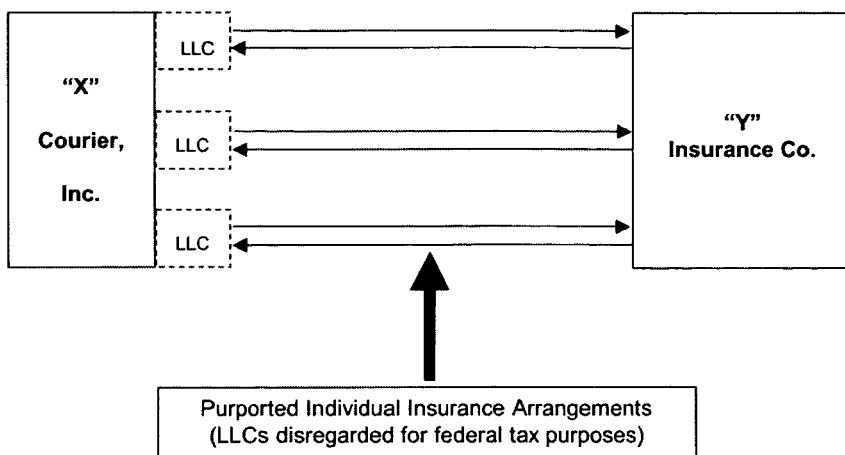 “X”
Courier,
Inc.
LLC
LLC
LLC
“Y”
Insurance Co.
Purported Individual Insurance Arrangements
(LLCs disregarded for federal tax purposes)